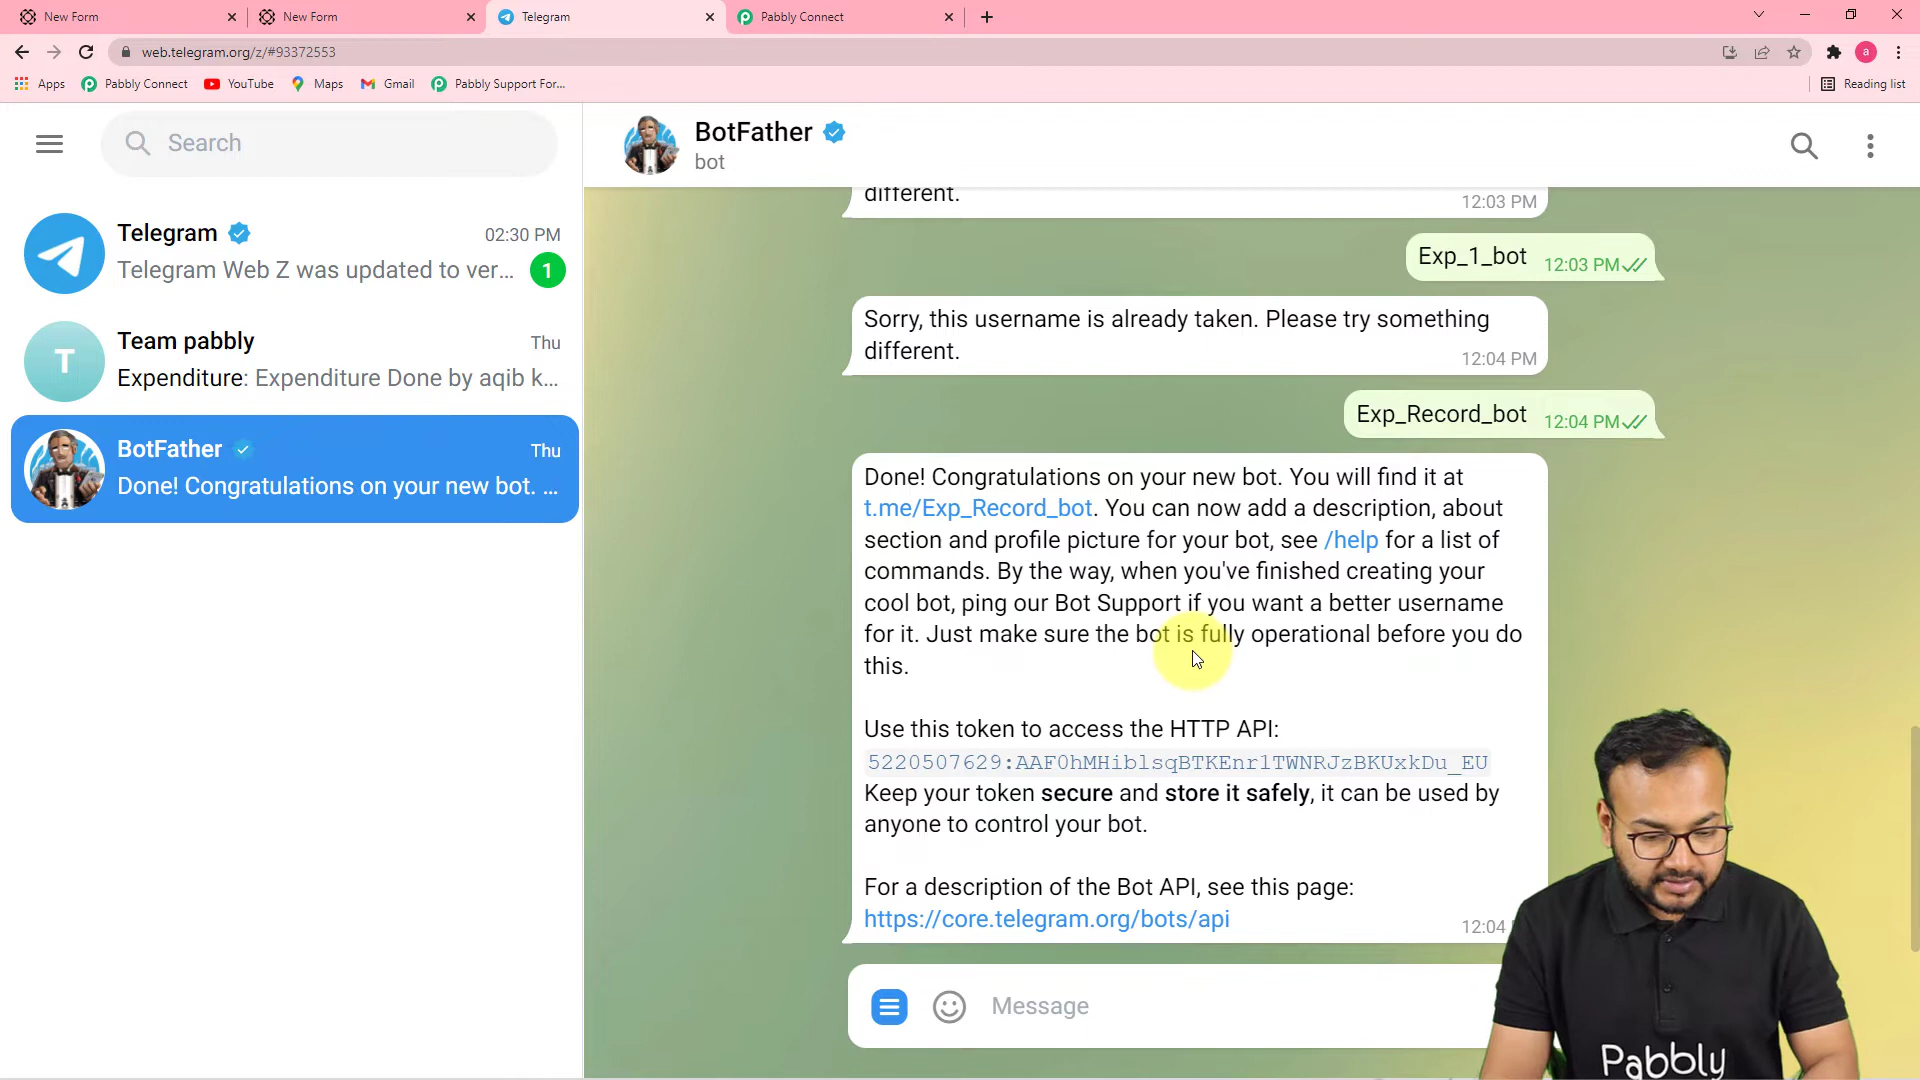 New Form
New Form
Telegram
Pabbly Connect
web.telegram.org/z/#93372553
a
Apps
Pabbly Connect
YouTube
Maps
Gmail
Pabbly Support For...
Reading list
Search
BotFather
bot
Telegram
02:30 PM
Telegram Web Z was updated to ver...
1
T
Team pabbly
Thu
Expenditure: Expenditure Done by aqib k...
BotFather
Thu
Done! Congratulations on your new bot. ...
different.
12:03 PM
Exp_1_bot
12:03 PM
Sorry, this username is already taken. Please try something
different.
12:04 PM
Exp_Record_bot
12:04 PM
Done! Congratulations on your new bot. You will find it at
t.me/Exp_Record_bot. You can now add a description, about
section and profile picture for your bot, see /help for a list of
commands. By the way, when you've finished creating your
cool bot, ping our Bot Support if you want a better username
for it. Just make sure the bot is fully operational before you do
this.
Use this token to access the HTTP API:
5220507629:AAF0hMHiblsqBTKEnr1TWNRJzBKUxkDu_EU
Keep your token secure and store it safely, it can be used by
anyone to control your bot.
For a description of the Bot API, see this page:
https://core.telegram.org/bots/api
12:04
Message
Pabbly